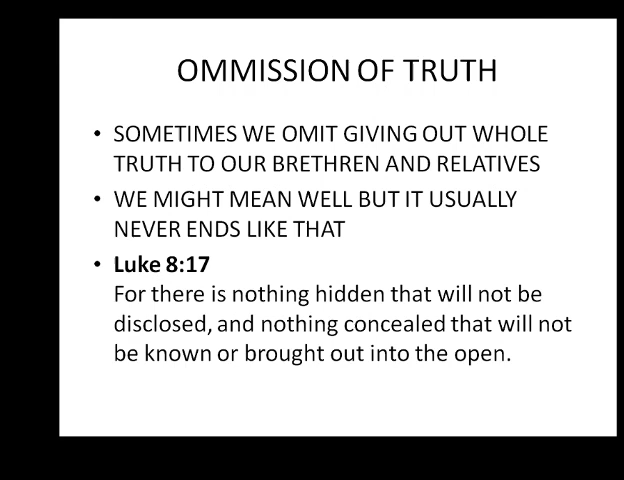 OMMISSION OF TRUTH
• SOMETIMES WE OMIT GIVING OUT WHOLE
TRUTH TO OUR BRETHREN AND RELATIVES
• WE MIGHT MEAN WELL BUT IT USUALLY
NEVER ENDS LIKE THAT
• Luke 8:17
For there is nothing hidden that will not be
disclosed, and nothing concealed that will not
be known or brought out into the open.